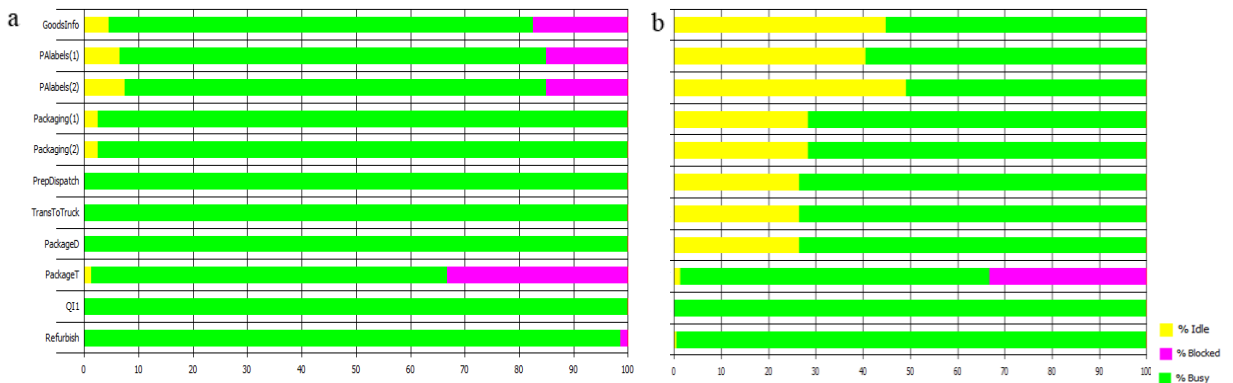 a
b
GoodsInfo
PAlabels(1)
PAlabels(2)
Packaging(1)
Packaging(2)
PrepDispatch
TransToTruck
PackageD
PackageT
QI1
Refurbish
0 10 20 30 40 50 60 70 80 90 100
0 10 20 30 40 50 60 70 80 90 100
% Idle
% Blocked
% Busy